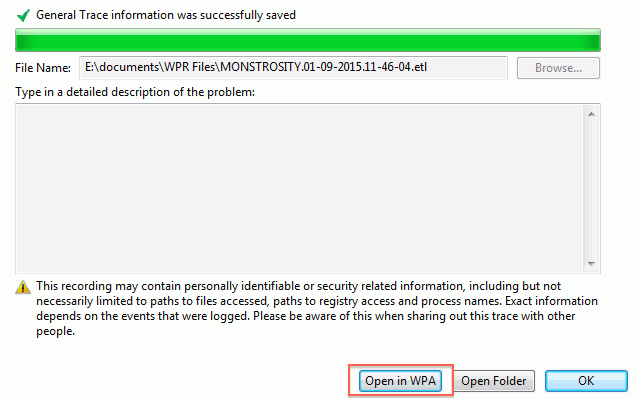 General Trace information was successfully saved
File Name: E:\documents\WPR Files\MONSTROSITY.01-09-2015.11-46-04.etl Browse...
Type in a detailed description of the problem:
This recording may contain personally identifiable or security related information, including but not
necessarily limited to paths to files accessed, paths to registry access and process names. Exact information
depends on the events that were logged. Please be aware of this when sharing out this trace with other
people.
Open in WPA Open Folder OK